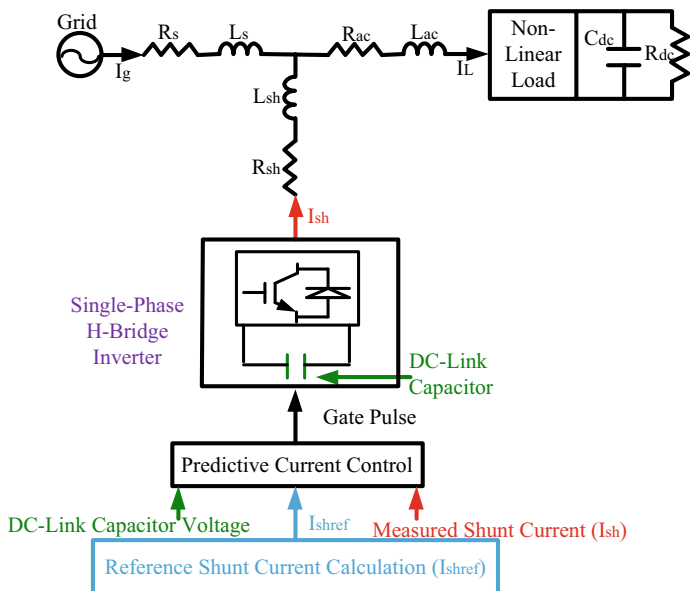 Grid
Rs
Ls
Rac
Lac
Ig
IL
Non-
Linear
Load
Cdc
Rdc
Lsh
Rsh
Ish
Single-Phase
H-Bridge
Inverter
DC-Link
Capacitor
Gate Pulse
Predictive Current Control
DC-Link Capacitor Voltage
Ishref
Measured Shunt Current (Ish)
Reference Shunt Current Calculation (Ishref)